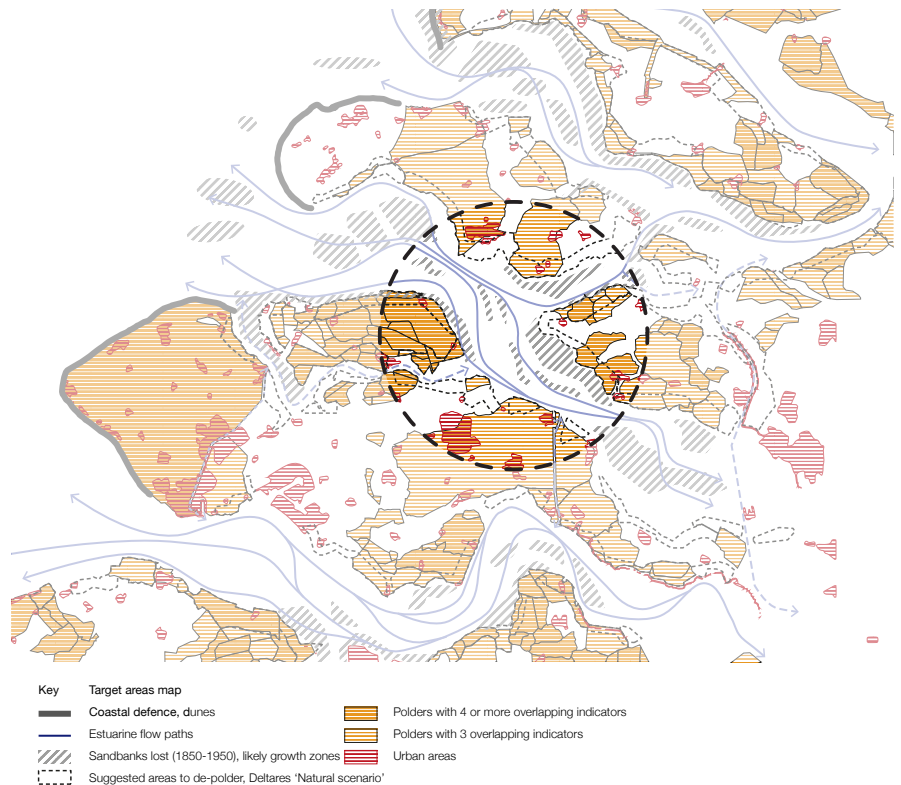 Key Target areas map
Coastal defence, dunes
Estuarine flow paths
Sandbanks lost (1850-1950), likely growth zones
Suggested areas to de-polder, Deltares ‘Natural scenario’
Polders with 4 or more overlapping indicators
Polders with 3 overlapping indicators
Urban areas